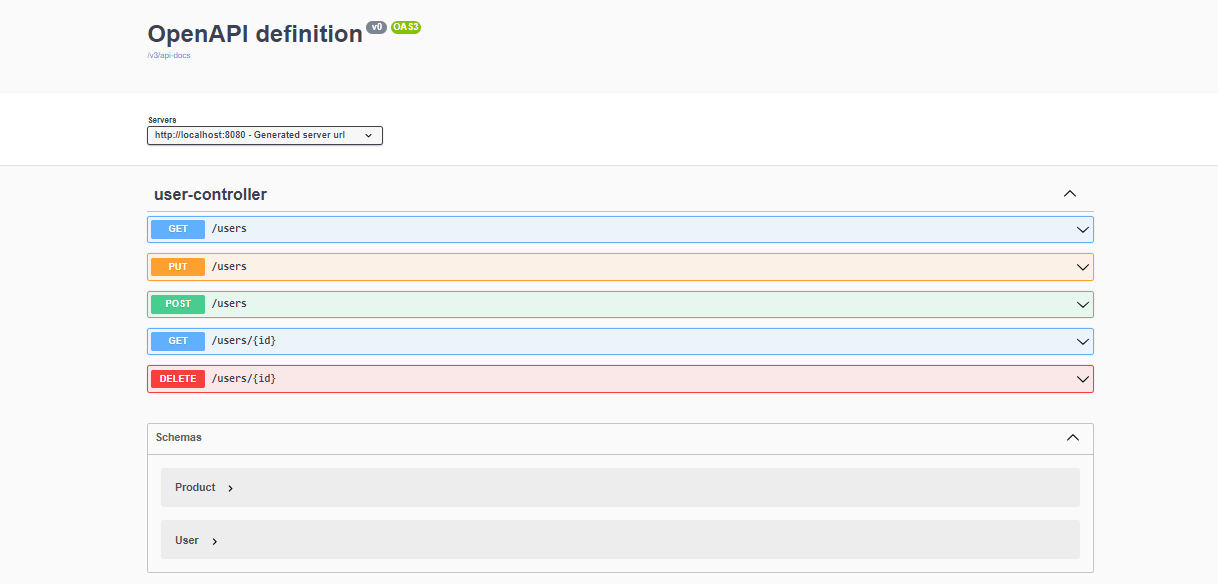 OpenAPI definition v0 OAS3
/v3/api-docs
Servers
http://localhost:8080 - Generated server url
user-controller
GET /users
PUT /users
POST /users
GET /users/{id}
DELETE /users/{id}
Schemas
Product
User